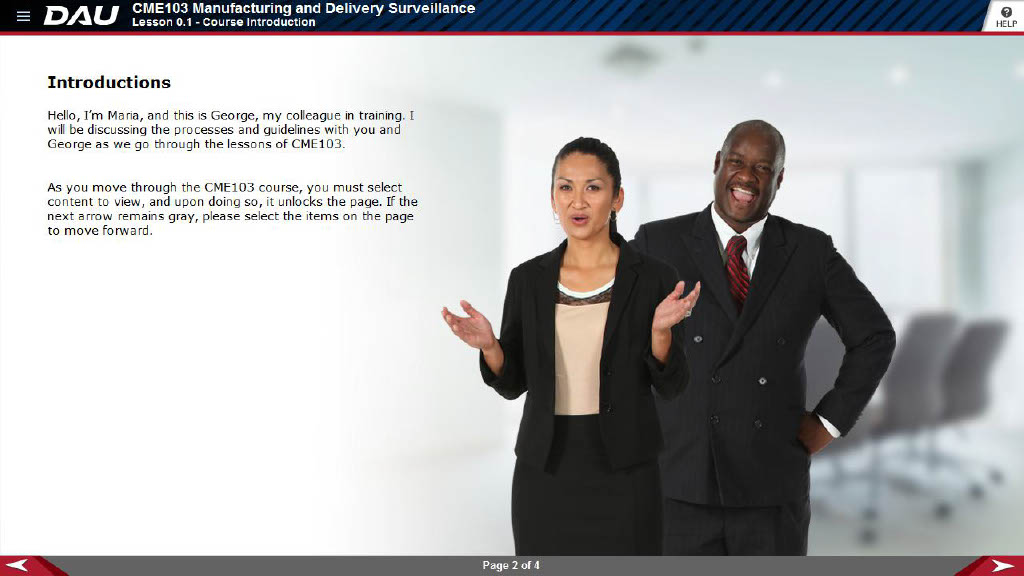 DAU
CME103 Manufacturing and Delivery Surveillance
Lesson 0.1 - Course Introduction
?
HELP
Introductions
Hello, I'm Maria, and this is George, my colleague in training. I
will be discussing the processes and guidelines with you and
George as we go through the lessons of CME103.
As you move through the CME103 course, you must select
content to view, and upon doing so, it unlocks the page. If the
next arrow remains gray, please select the items on the page
to move forward.
Page 2 of 4